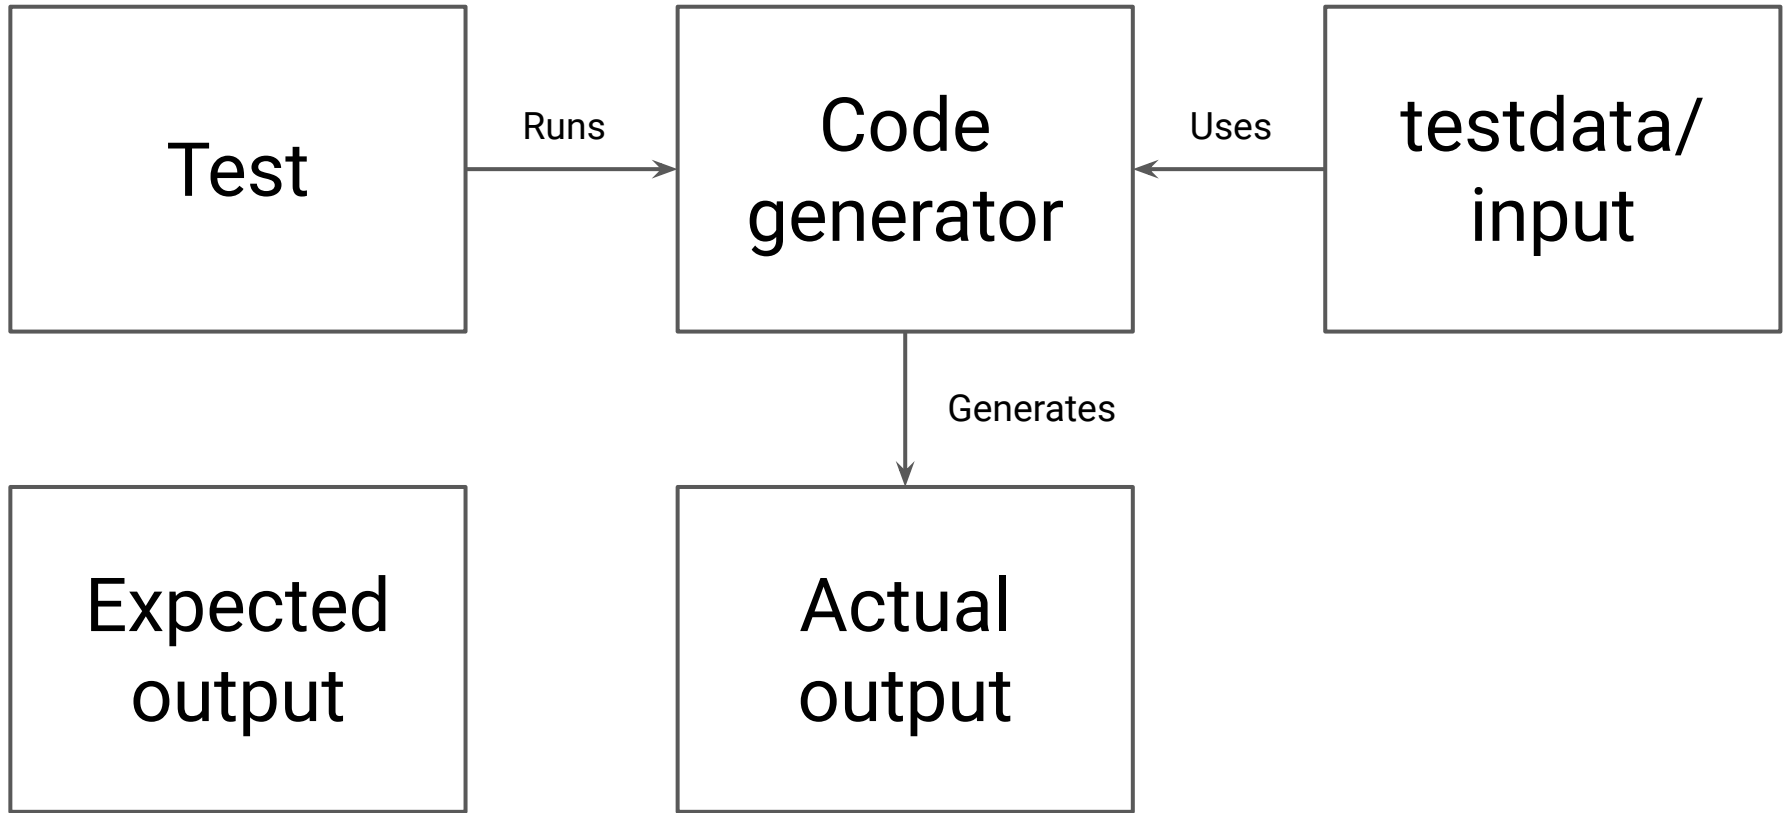 Test
Runs
Code
generator
Uses
testdata/
input
Generates
Expected
output
Actual
output